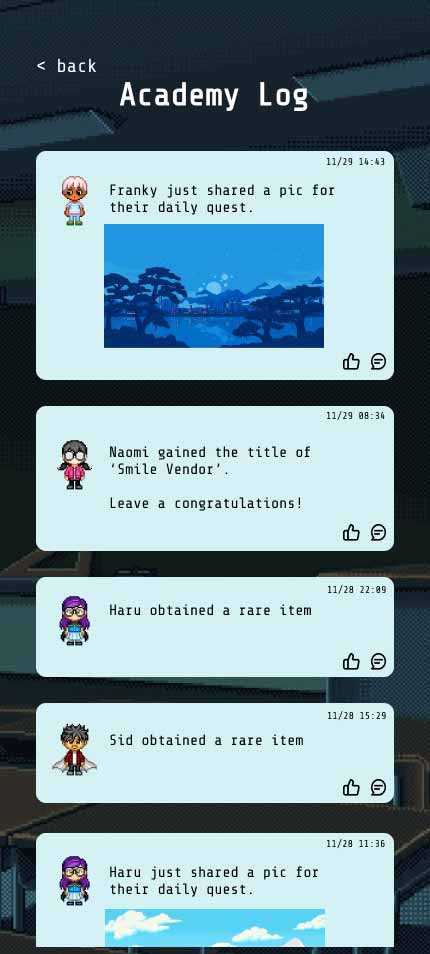 < back
Academy Log
11/29 14:43
Franky just shared a pic for
their daily quest.
11/29 08:34
Naomi gained the title of
‘Smile Vendor’.
Leave a congratulations!
11/28 22:09
Haru obtained a rare item
11/28 15:29
Sid obtained a rare item
11/28 11:36
Haru just shared a pic for
their daily quest.